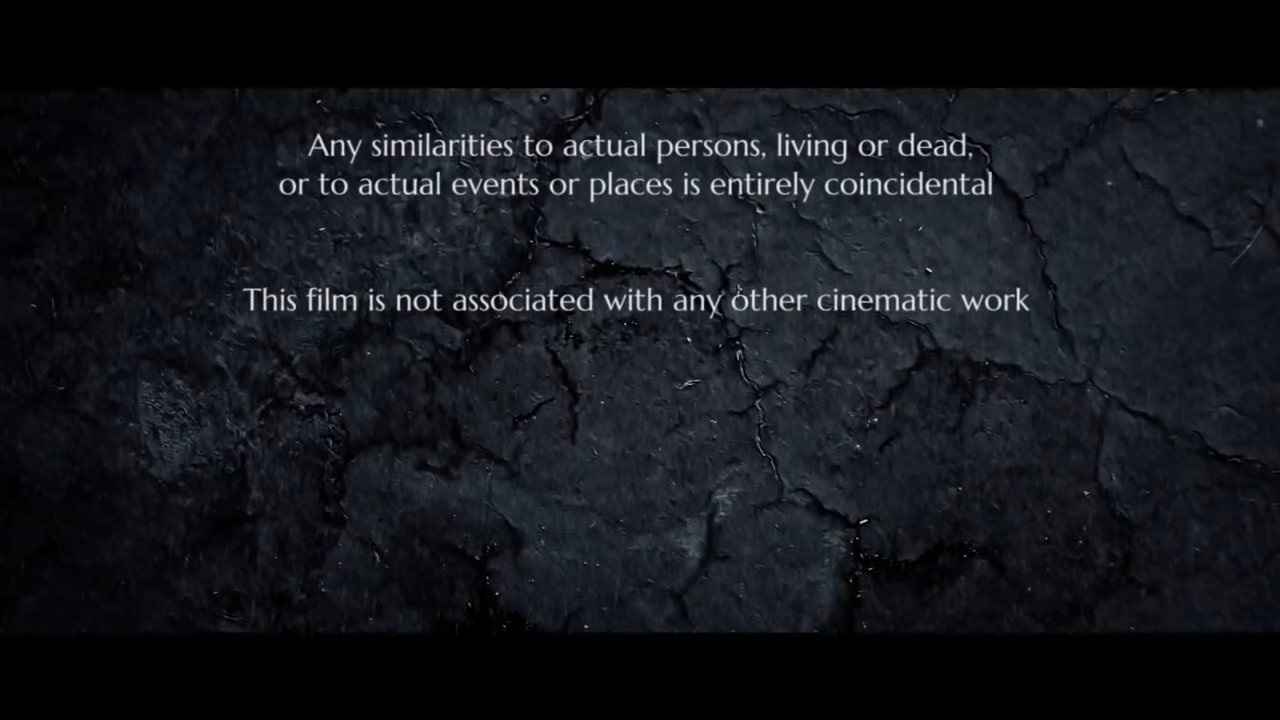 Any similarities to actual persons, living or dead,
or to actual events or places is entirely coincidental
This film is not associated with any other cinematic work